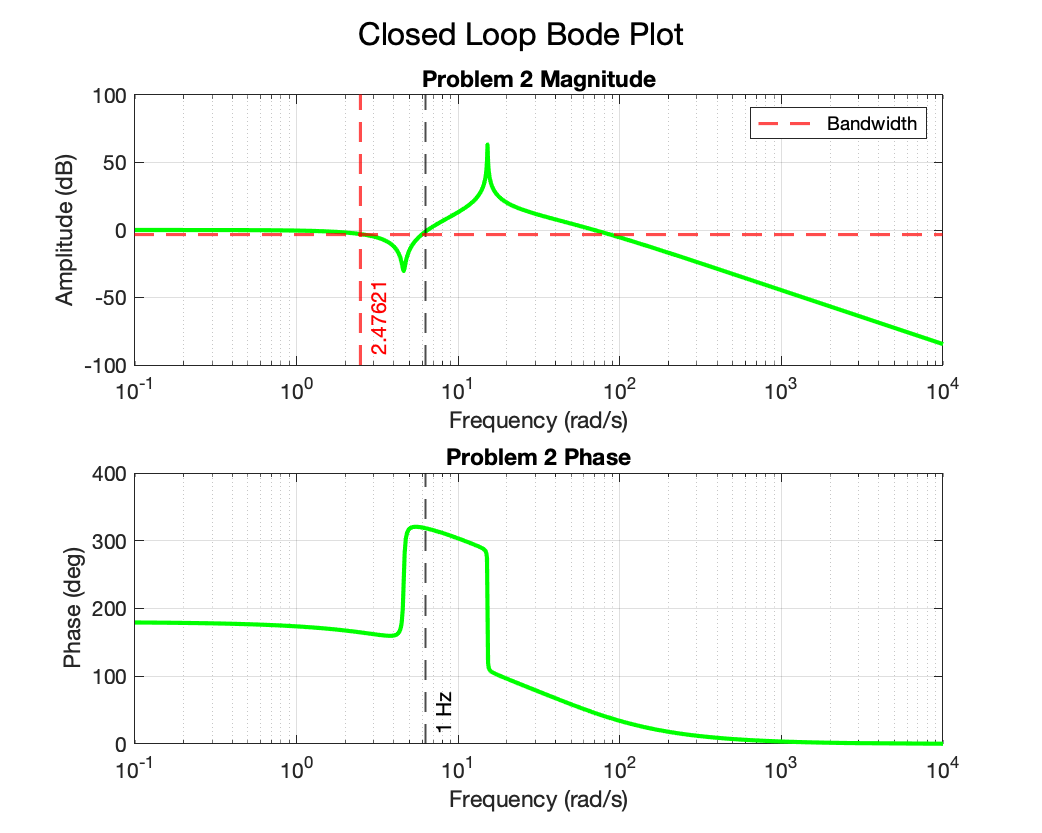 Closed Loop Bode Plot
Problem 2 Magnitude
Amplitude (dB)
100
50
0
-50
-100
Bandwidth
2.47621
10-1
100
101
102
103
104
Frequency (rad/s)
Problem 2 Phase
Phase (deg)
400
300
200
100
0
1 Hz
10-1
100
101
102
103
104
Frequency (rad/s)